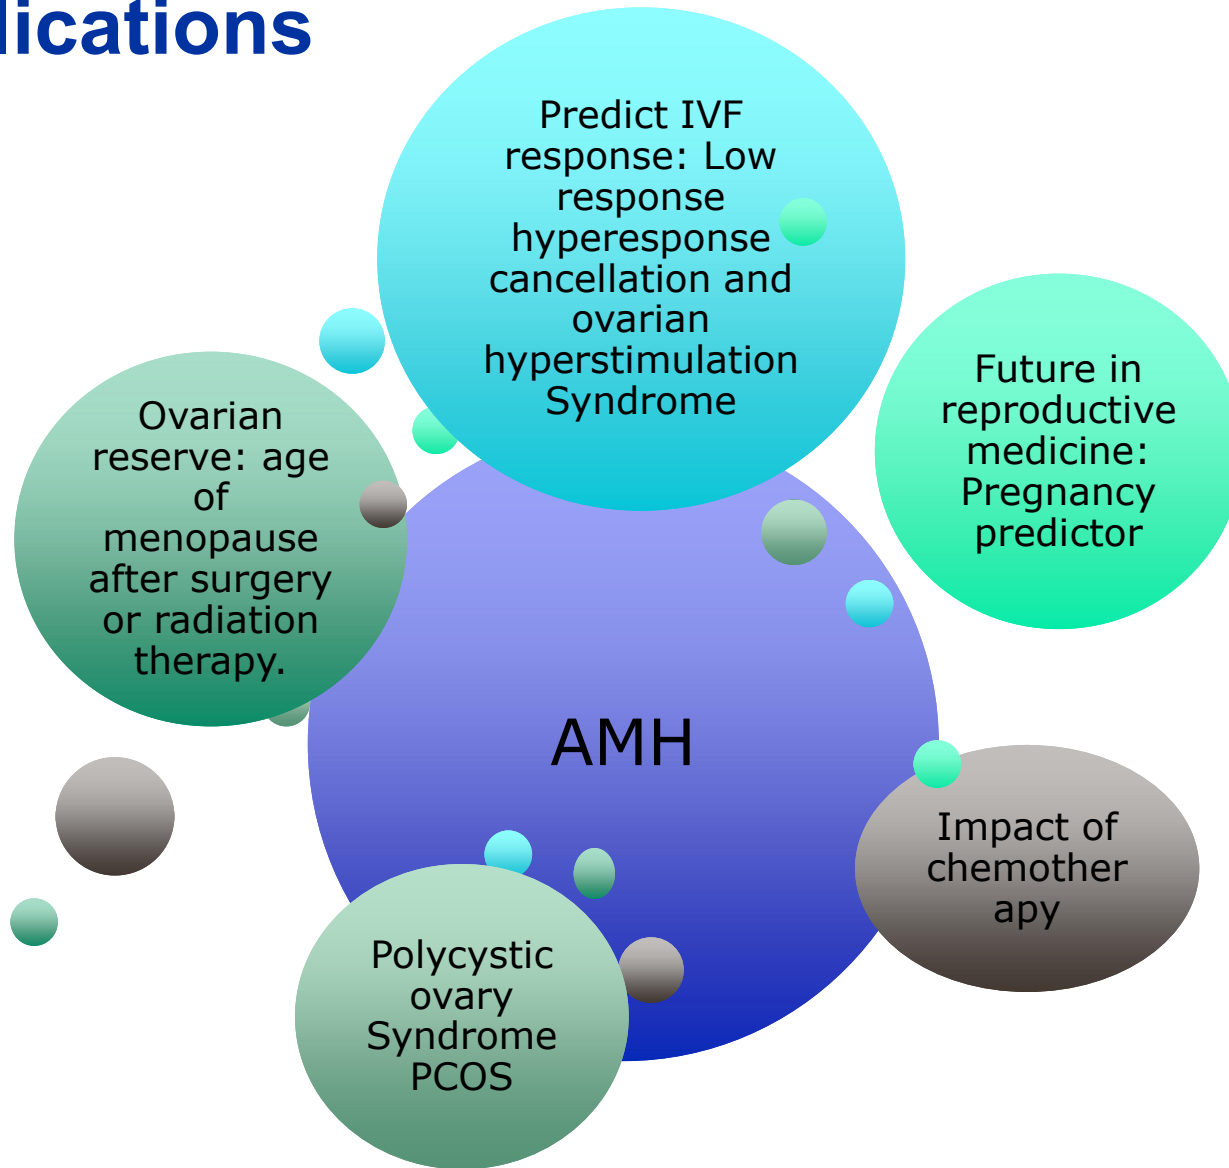 lications
Predict IVF
response: Low
response
hyperesponse
cancellation and
ovarian
hyperstimulation
Syndrome
Future in
reproductive
medicine:
Pregnancy
predictor
Ovarian
reserve: age
of
menopause
after surgery
or radiation
therapy.
AMH
Impact of
chemother
apy
Polycystic
ovary
Syndrome
PCOS